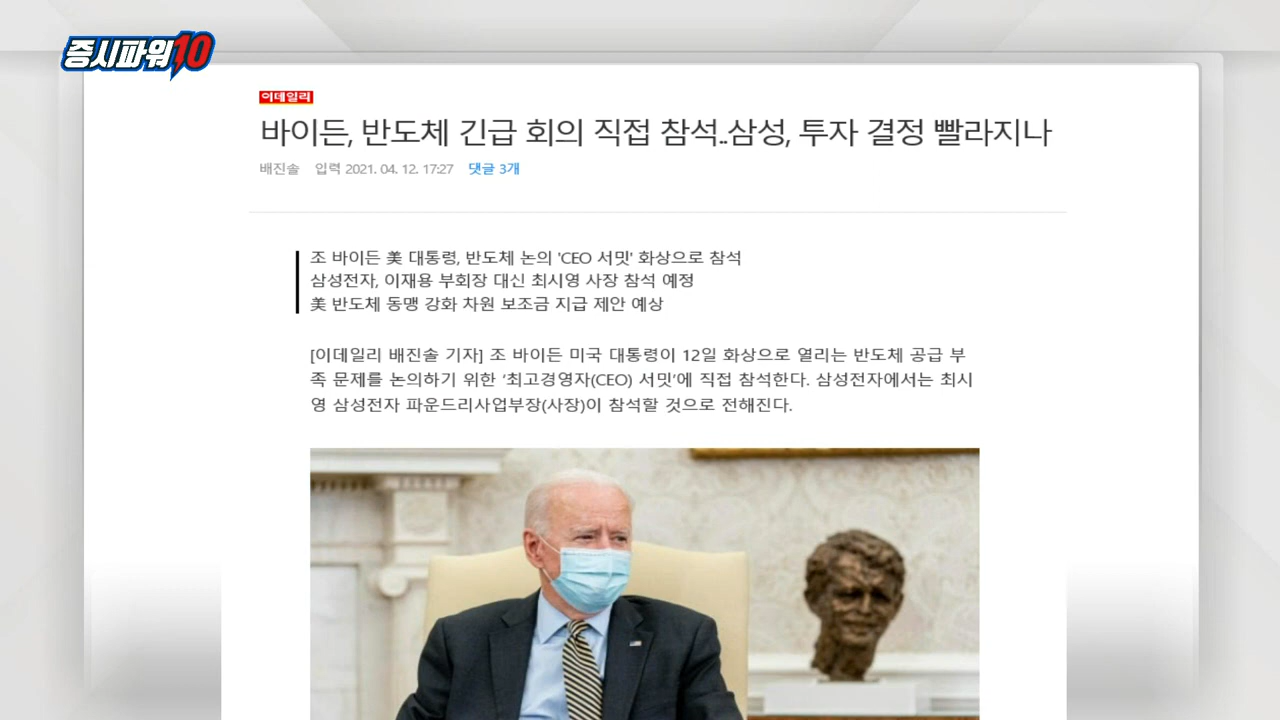 증시파워10
이데일리
바이든, 반도체 긴급 회의 직접 참석..삼성, 투자 결정 빨라지나
배진솔 입력 2021. 04. 12. 17:27 댓글 3개
조 바이든 美 대통령, 반도체 논의 'CEO 서밋' 화상으로 참석
삼성전자, 이재용 부회장 대신 최시영 사장 참석 예정
美 반도체 동맹 강화 차원 보조금 지급 제안 예상
[이데일리 배진솔 기자] 조 바이든 미국 대통령이 12일 화상으로 열리는 반도체 공급 부
족 문제를 논의하기 위한 ‘최고경영자(CEO) 서밋’에 직접 참석한다. 삼성전자에서는 최시
영 삼성전자 파운드리사업부장(사장)이 참석할 것으로 전해진다.